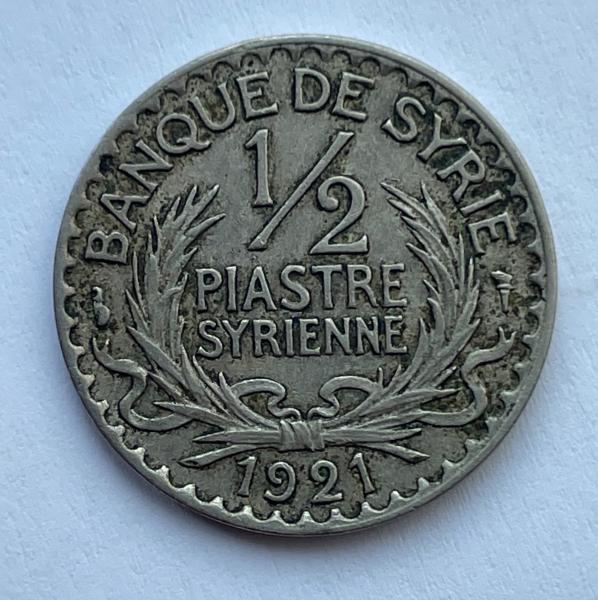 BANQUE DE SYRIE
1/2
PIASTRE
SYRIENNE
1921